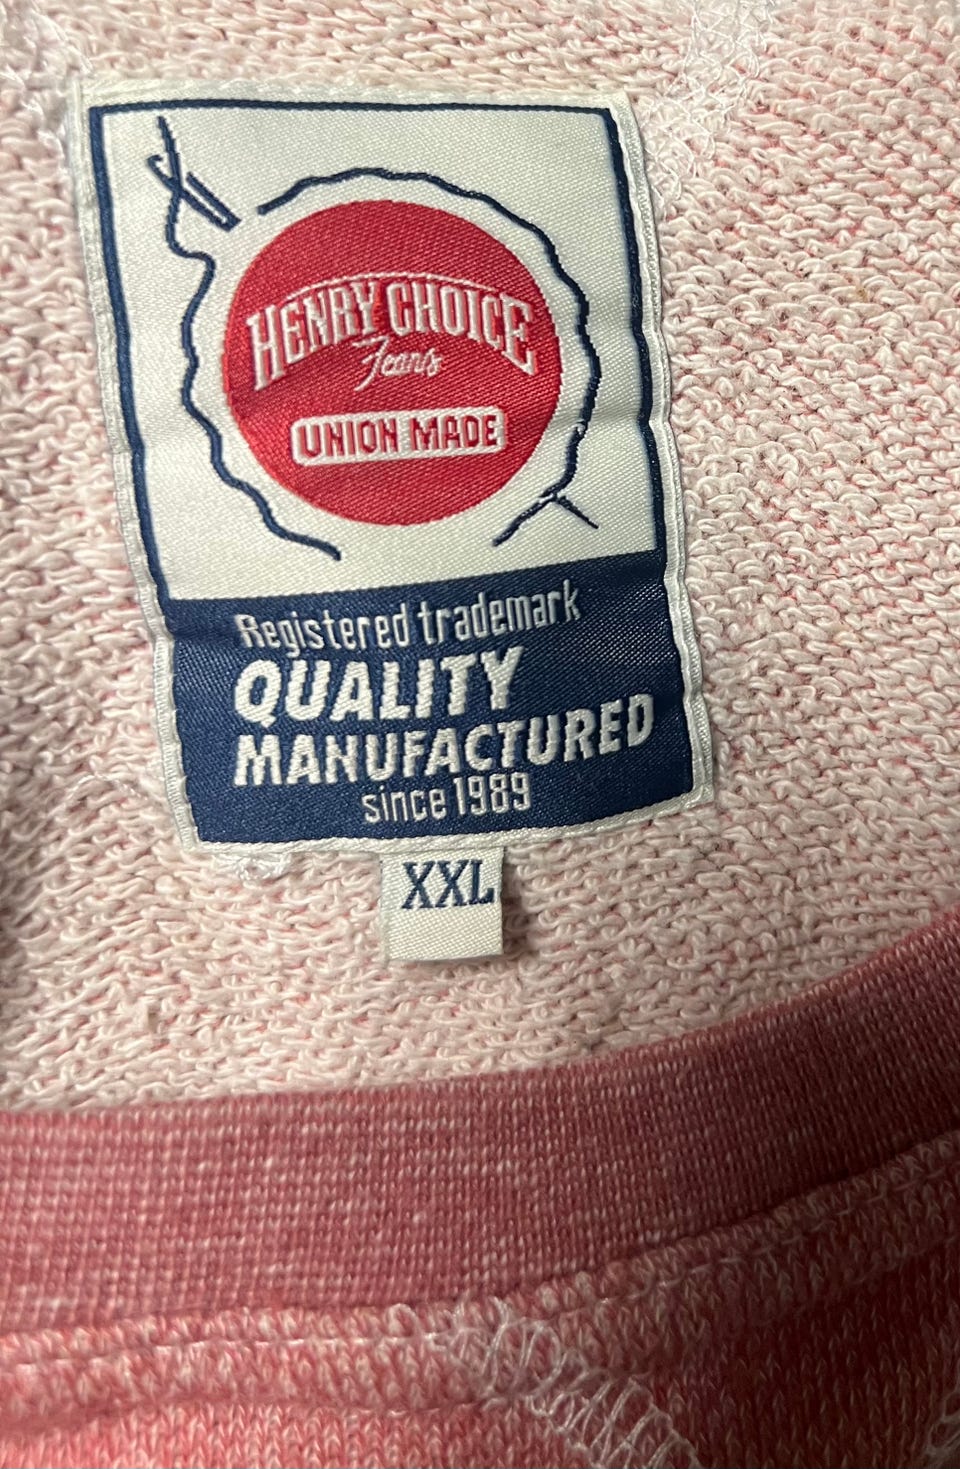 HENRY CHOICE
Jeans
UNION MADE
Registered trademark
QUALITY
MANUFACTURED
since 1989
XXL